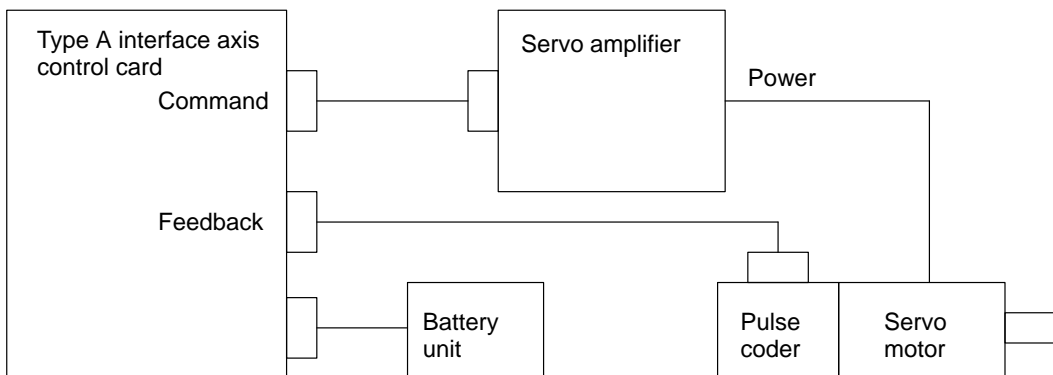 Type A interface axis
control card
Command
Servo amplifier
Power
Feedback
Battery
unit
Pulse
coder
Servo
motor